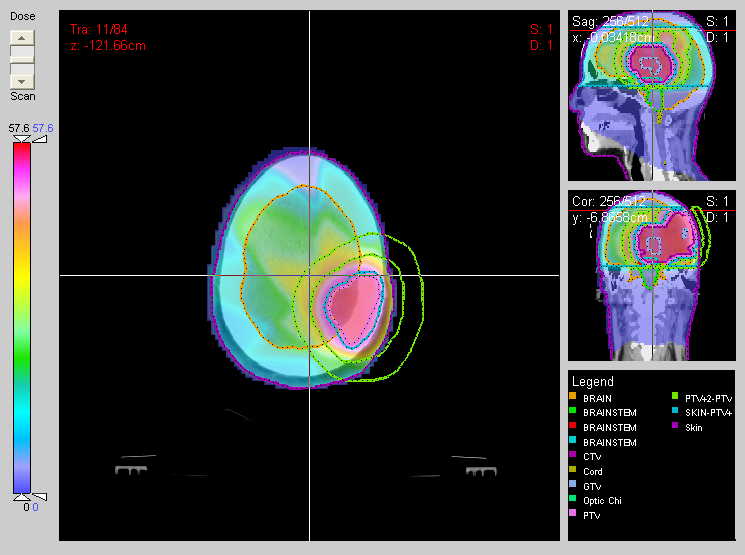 Dose
Scan
57.6 57.6
0 0
Tra: 11/84
z: -121.66cm
S: 1
D: 1
Sag: 256/512
x: -0.03418cm
S: 1
D: 1
Cor: 256/512
S: 1
D: 1
Legend
BRAIN
BRAINSTEM
BRAINSTEM
BRAINSTEM
CTV
Cord
GTV
Optic Chi
PTV
PTV+2-PTV
SKIN-PTV+
Skin